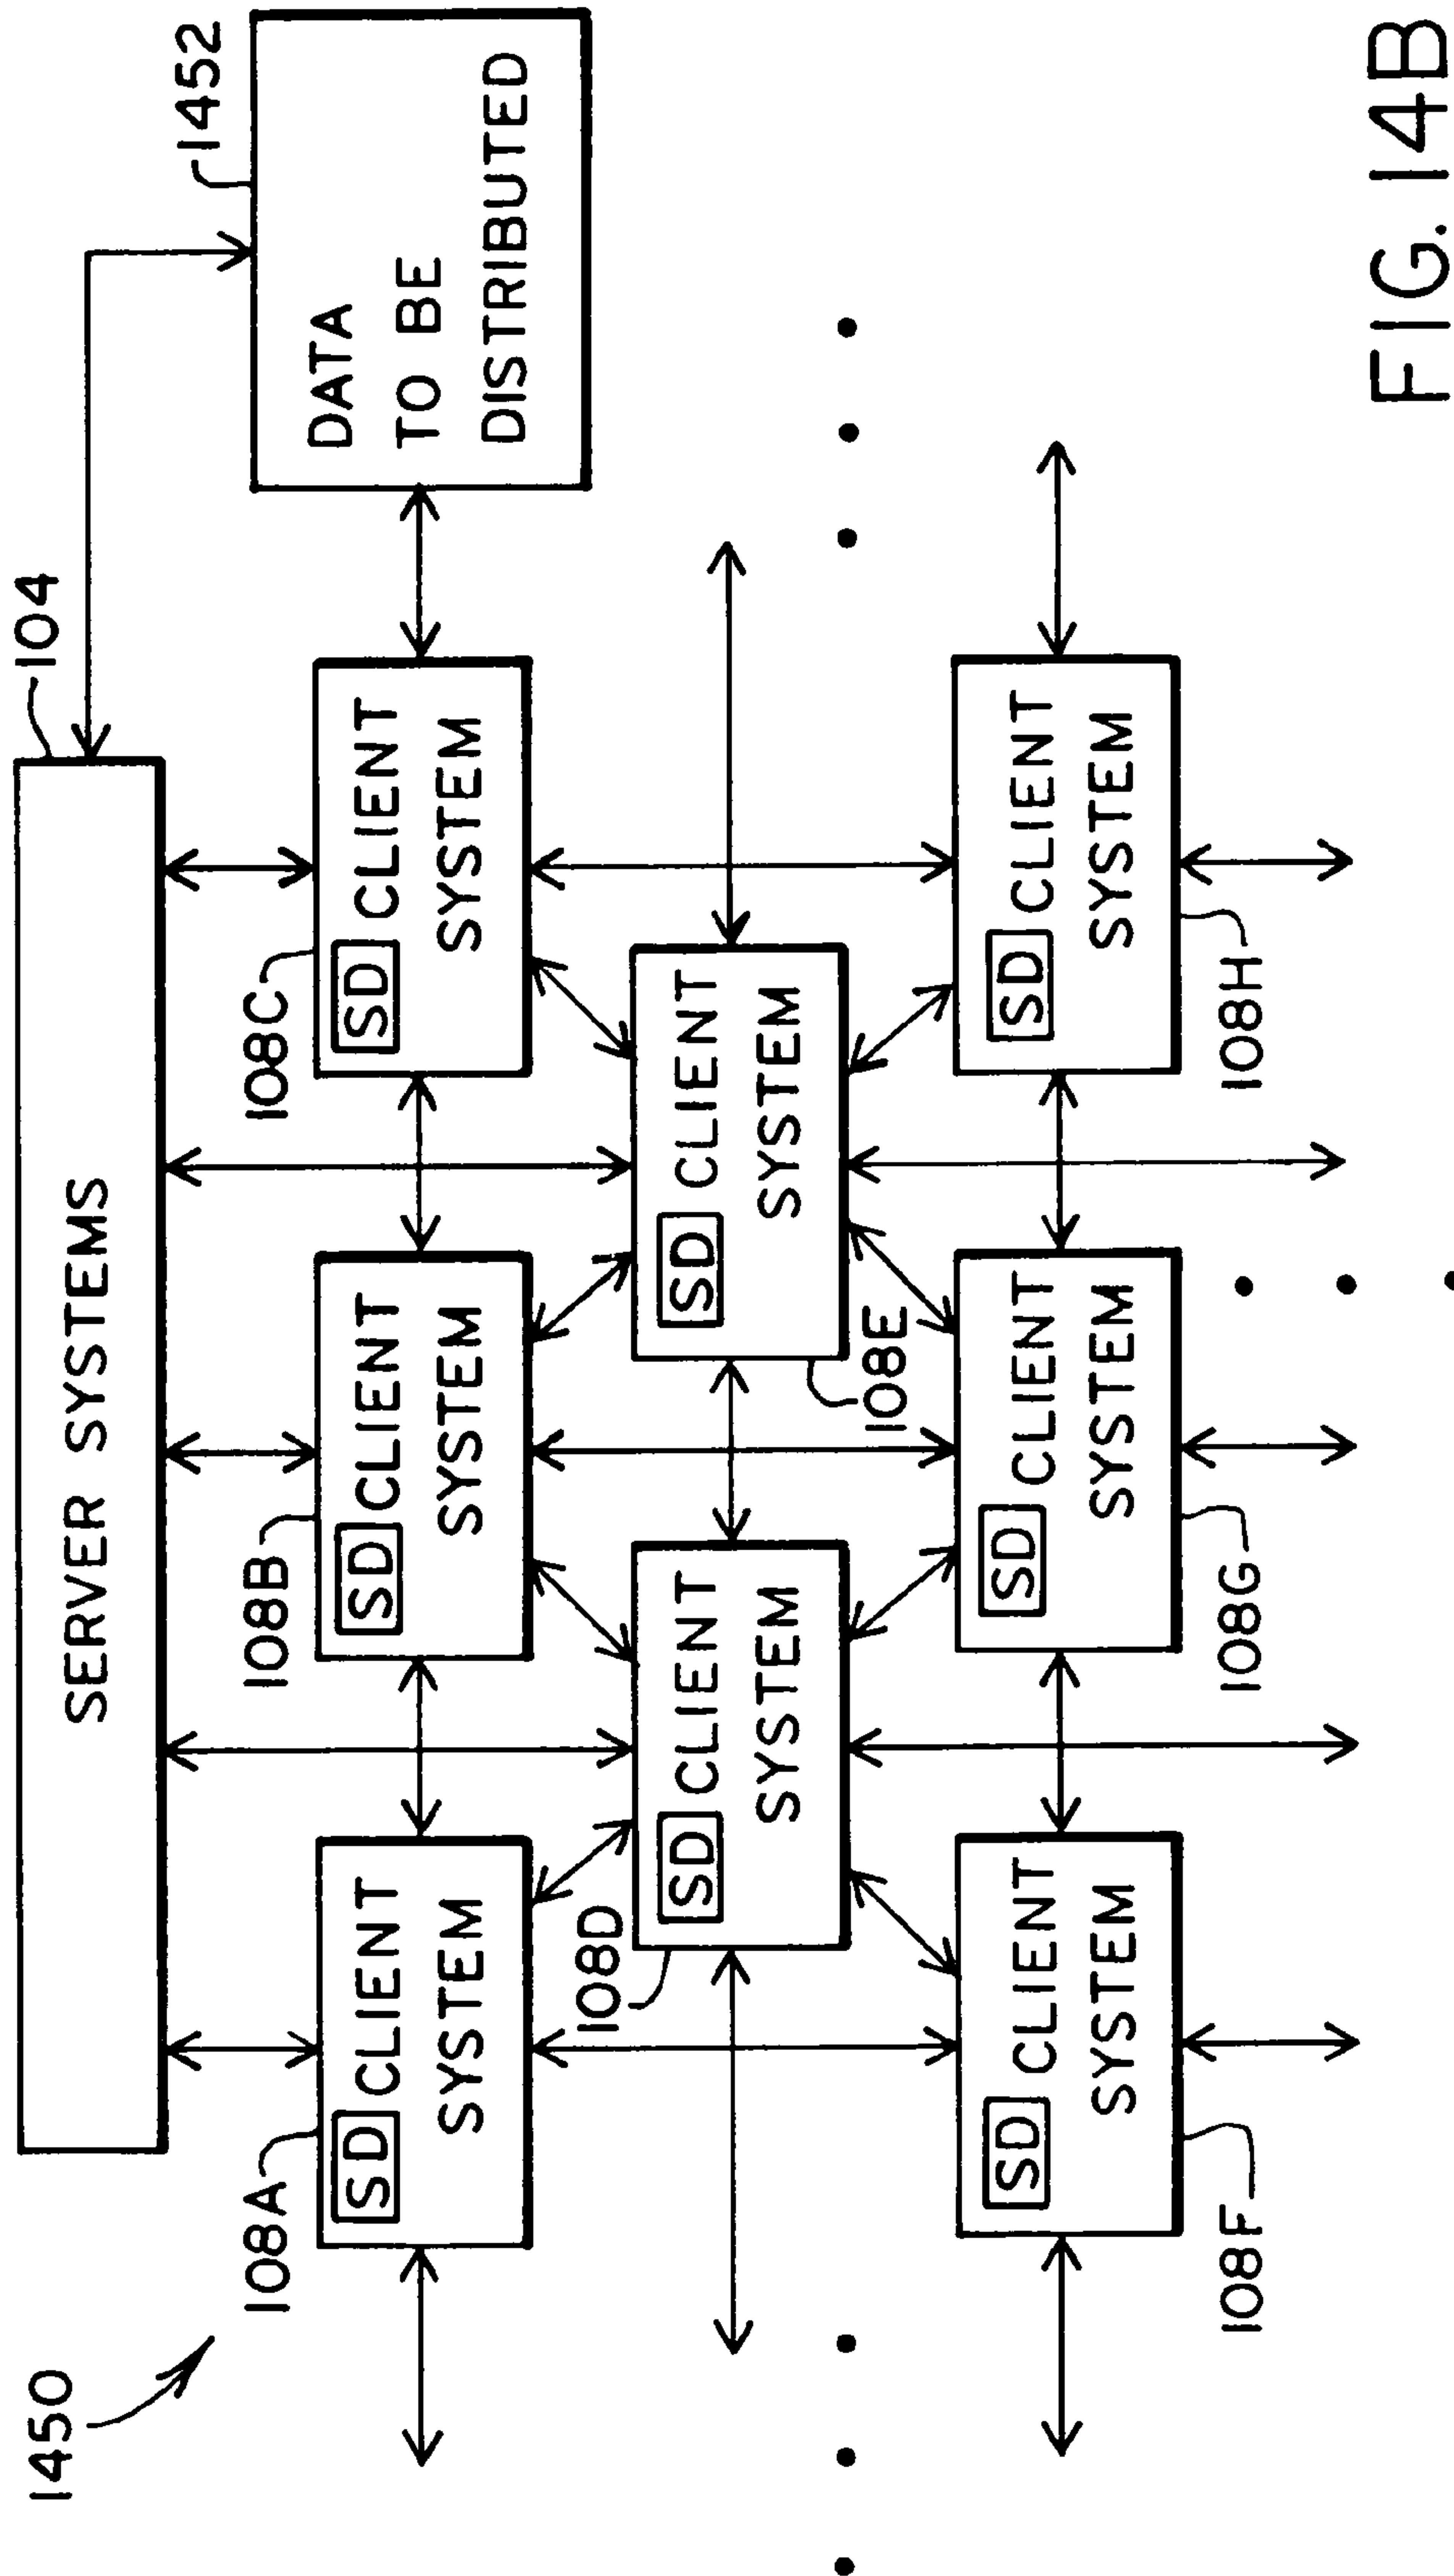 1450
SERVER SYSTEMS
104
1452
DATA
TO BE
DISTRIBUTED
108A
SD CLIENT
SYSTEM
108B
SD CLIENT
SYSTEM
108C
SD CLIENT
SYSTEM
108D
SD CLIENT
SYSTEM
108E
SD CLIENT
SYSTEM
108F
SD CLIENT
SYSTEM
108G
SD CLIENT
SYSTEM
108H
SD CLIENT
SYSTEM
FIG. 14B